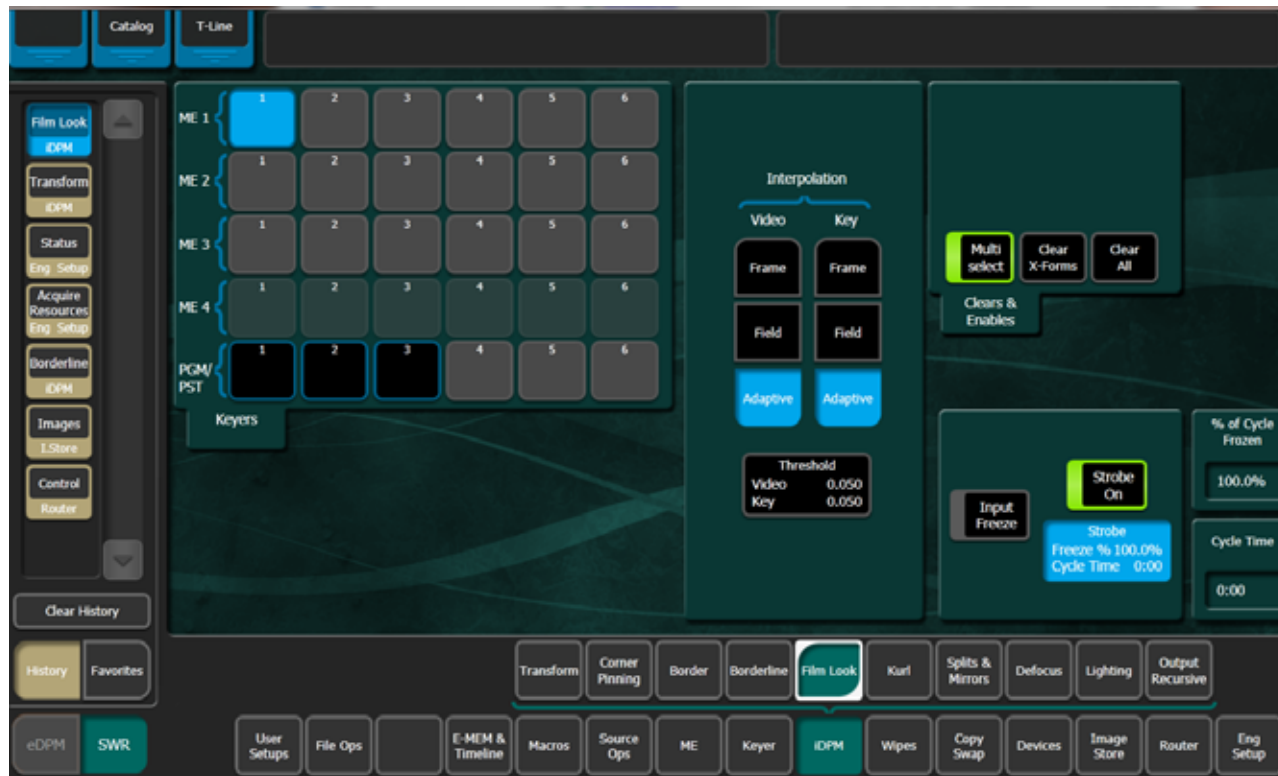 Catalog
T-Line
Film Look
iDPM
Transform
iDPM
Status
Eng Setup
Acquire
Resources
Eng Setup
Borderline
iDPM
Images
I.Store
Control
Router
Clear History
History
Favorites
eDPM
SWR
ME 1
1
2
3
4
5
6
ME 2
1
2
3
4
5
6
ME 3
1
2
3
4
5
6
ME 4
1
2
3
4
5
6
PGM/
PST
1
2
3
4
5
6
Keyers
Interpolation
Video
Key
Frame
Frame
Field
Field
Adaptive
Adaptive
Threshold
Video 0.050
Key 0.050
Multi
select
Clear
X-Forms
Clear
All
Clears &
Enables
Input
Freeze
Strobe
On
Strobe
Freeze % 100.0%
Cycle Time 0:00
% of Cycle
Frozen
100.0%
Cycle Time
0:00
Transform
Corner
Pinning
Border
Borderline
Film Look
Kurl
Splits &
Mirrors
Defocus
Lighting
Output
Recursive
User
Setups
File Ops
E-MEM &
Timeline
Macros
Source
Ops
ME
Keyer
iDPM
Wipes
Copy
Swap
Devices
Image
Store
Router
Eng
Setup